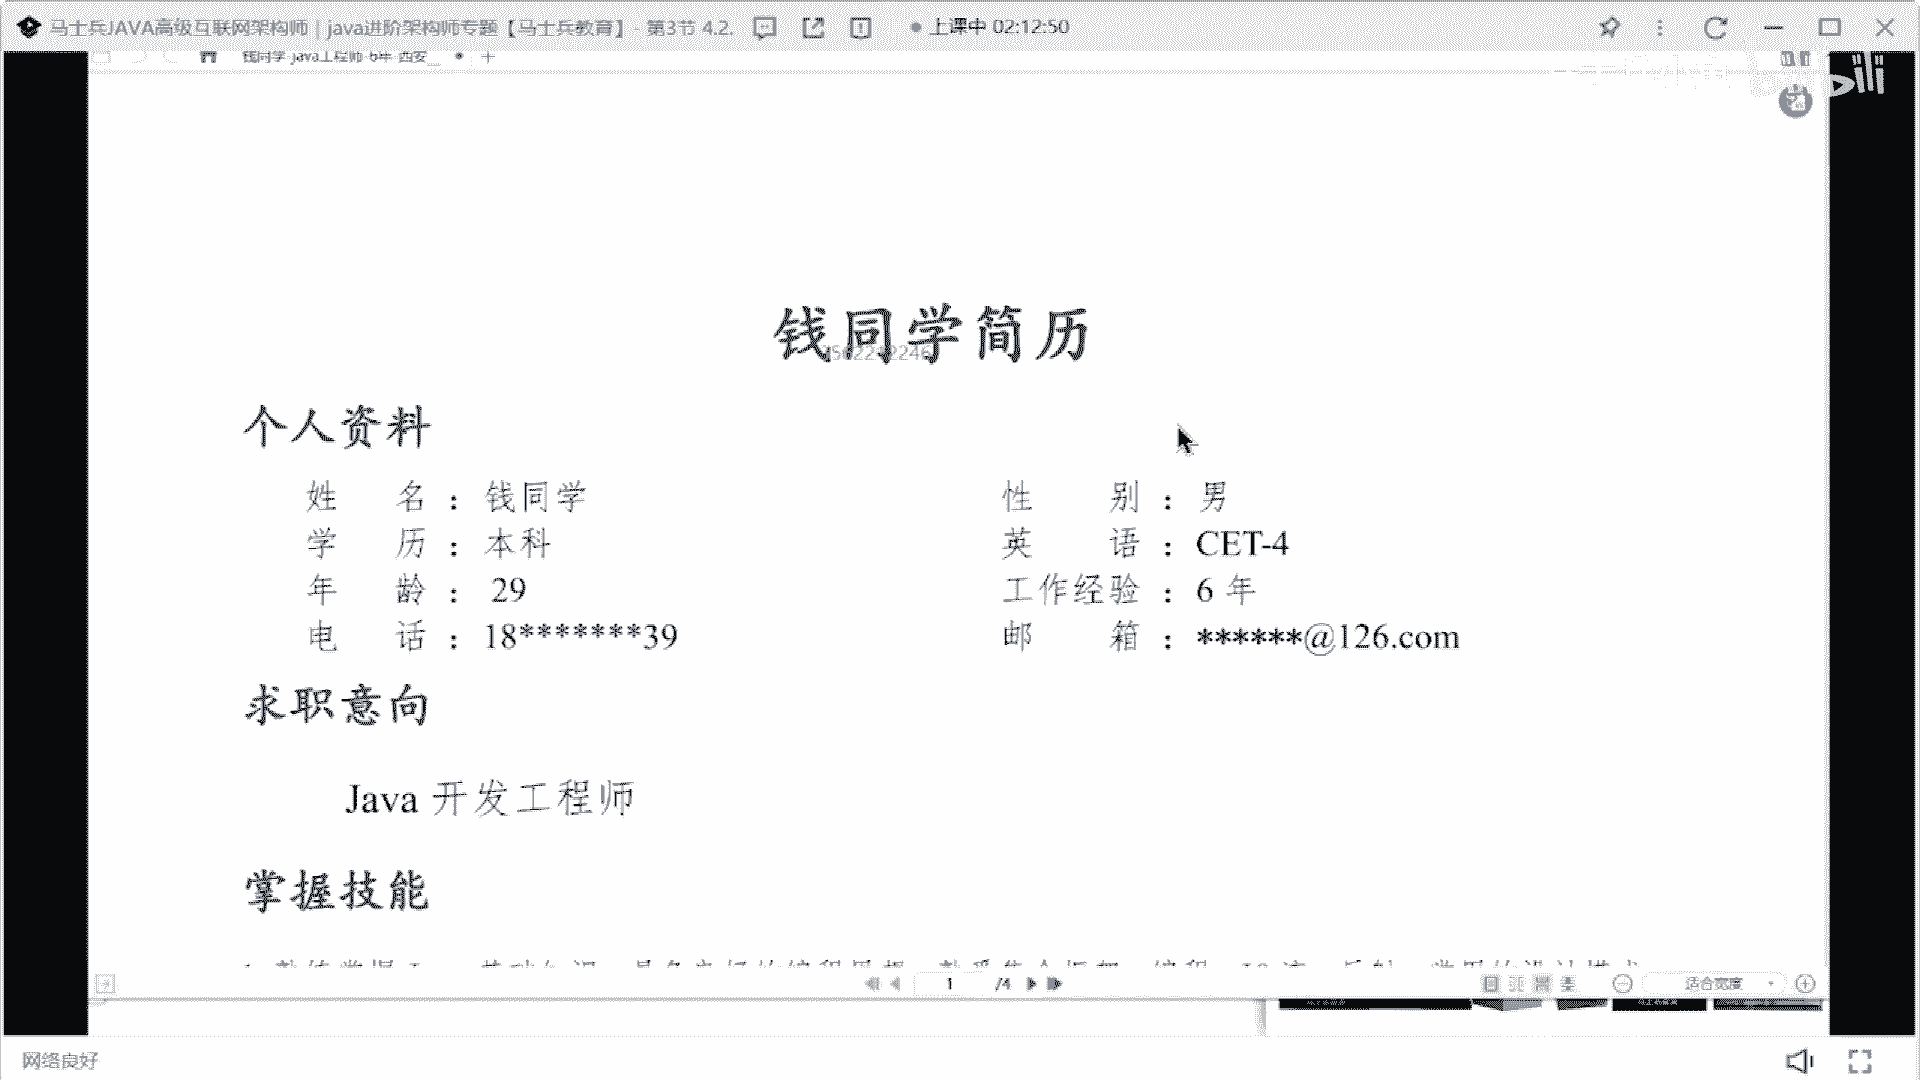 马士兵JAVA高级互联网架构师 | java进阶架构师专题【马士兵教育】 - 第3节 4.2.
上课中 02:12:50
钱同学-java工程师-6年-西安_
钱同学简历
个人资料
姓 名 : 钱同学 性 别 : 男
学 历 : 本科 英 语 : CET-4
年 龄 : 29 工作经验 : 6 年
电 话 : 18*******39 邮 箱 : ******@126.com
求职意向
Java 开发工程师
掌握技能
1 /4 适合宽度
网络良好